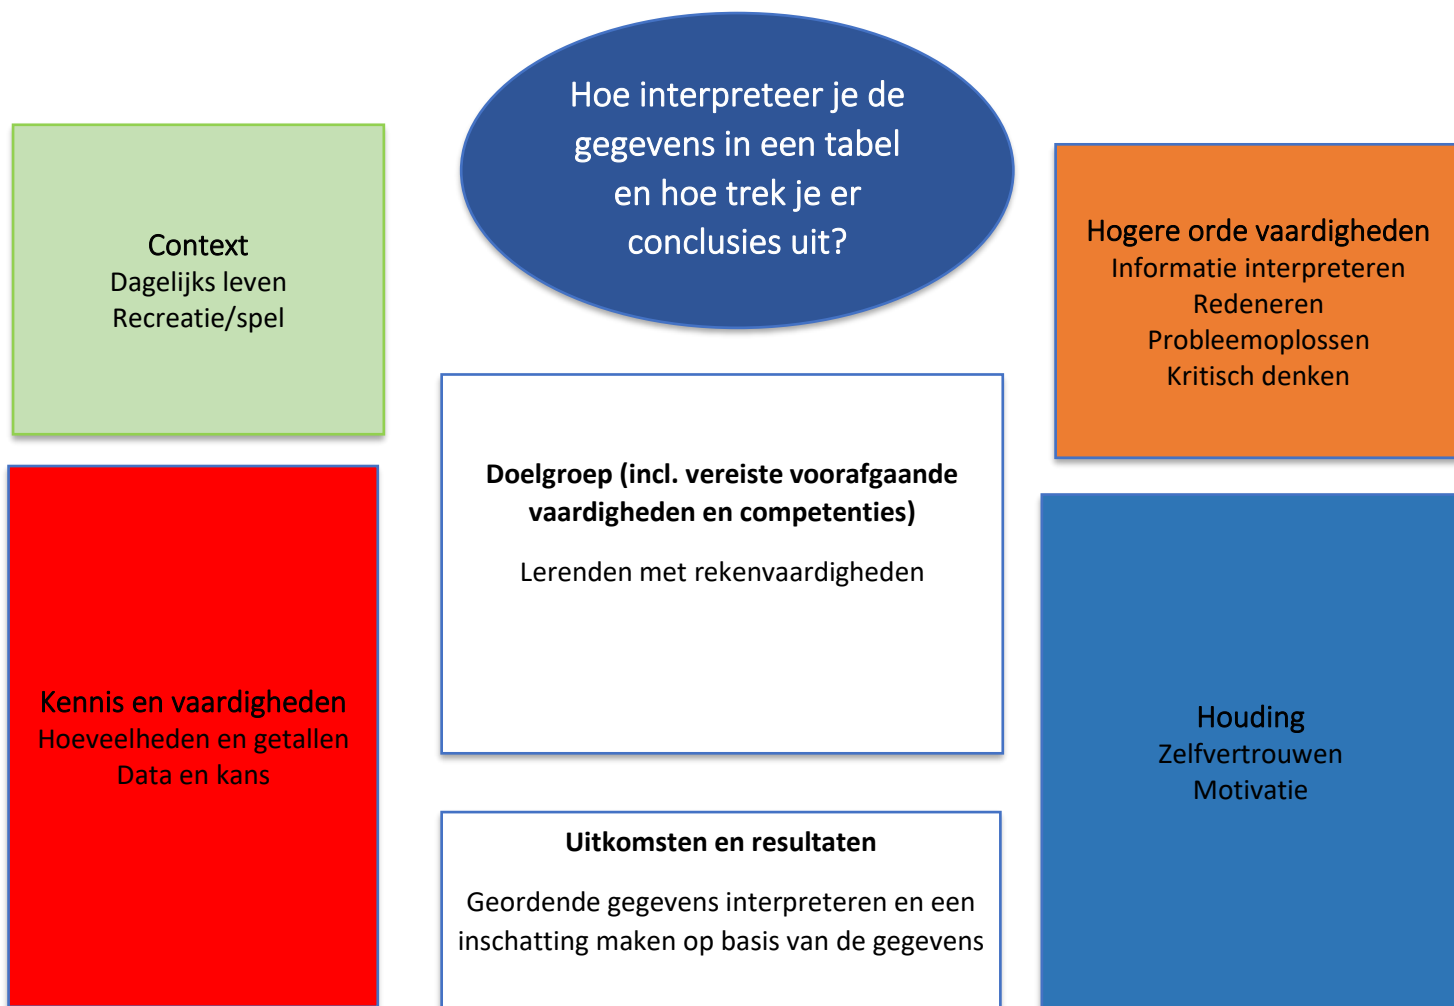 Hoe interpreteer je de
gegevens in een tabel
en hoe trek je er
conclusies uit?
Context
Dagelijks leven
Recreatie/spel
Hogere orde vaardigheden
Informatie interpreteren
Redeneren
Probleemoplossen
Kritisch denken
Doelgroep (incl. vereiste voorafgaande
vaardigheden en competenties)
Lerenden met rekenvaardigheden
Kennis en vaardigheden
Hoeveelheden en getallen
Data en kans
Houding
Zelfvertrouwen
Motivatie
Uitkomsten en resultaten
Geordende gegevens interpreteren en een
inschatting maken op basis van de gegevens